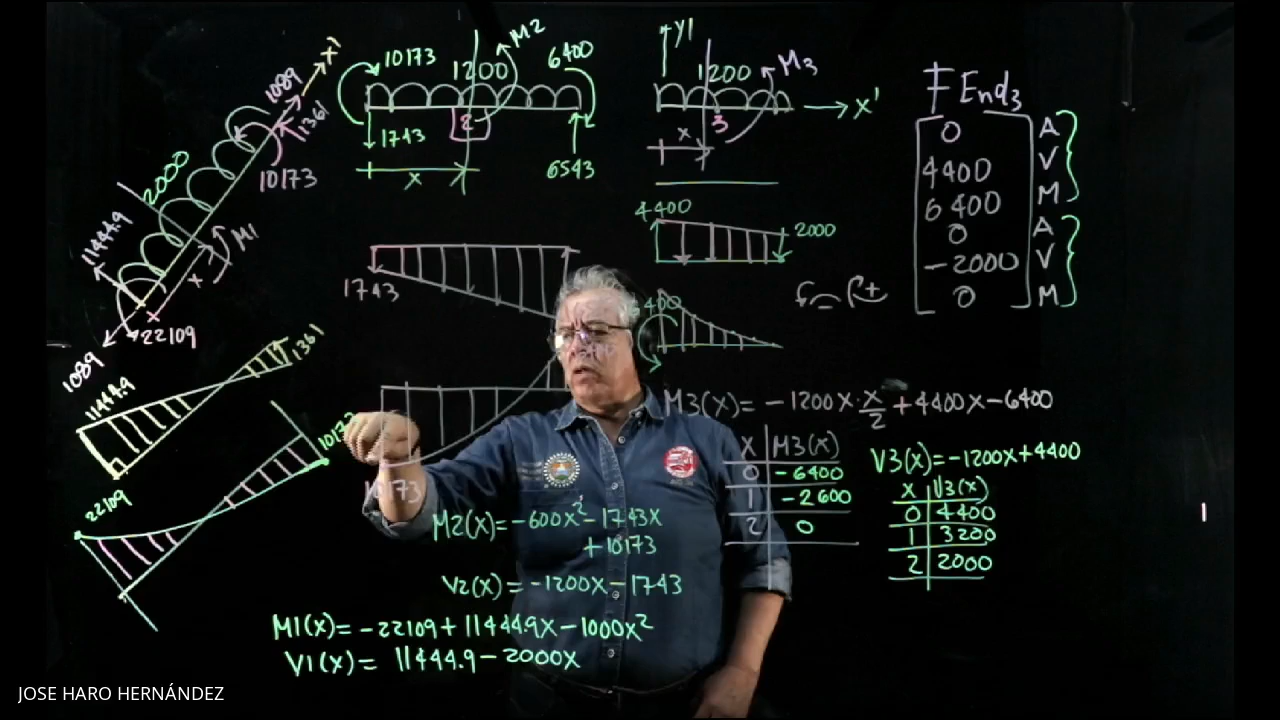 x'
1089
1361
10173
2000
11444.9
M1
x
22109
1089
10173
1200
M2
6400
1743
2
6543
x
y1
1200
M3
x'
3
x
F End3
0 A
4400 V
6400 M
0 A
-2000 V
0 M
1743
4400
2000
11444.9
1361
22109
10173
M3(x)= -1200x·x/2 +4400x-6400
x M3(x)
0 -6400
1 -2600
2 0
V3(x)=-1200x+4400
x V3(x)
0 4400
1 3200
2 2000
M2(x)=-600x²-1743x
+10173
V2(x)=-1200x-1743
M1(x)=-22109+11444.9x-1000x²
V1(x)= 11444.9-2000x
JOSE HARO HERNÁNDEZ